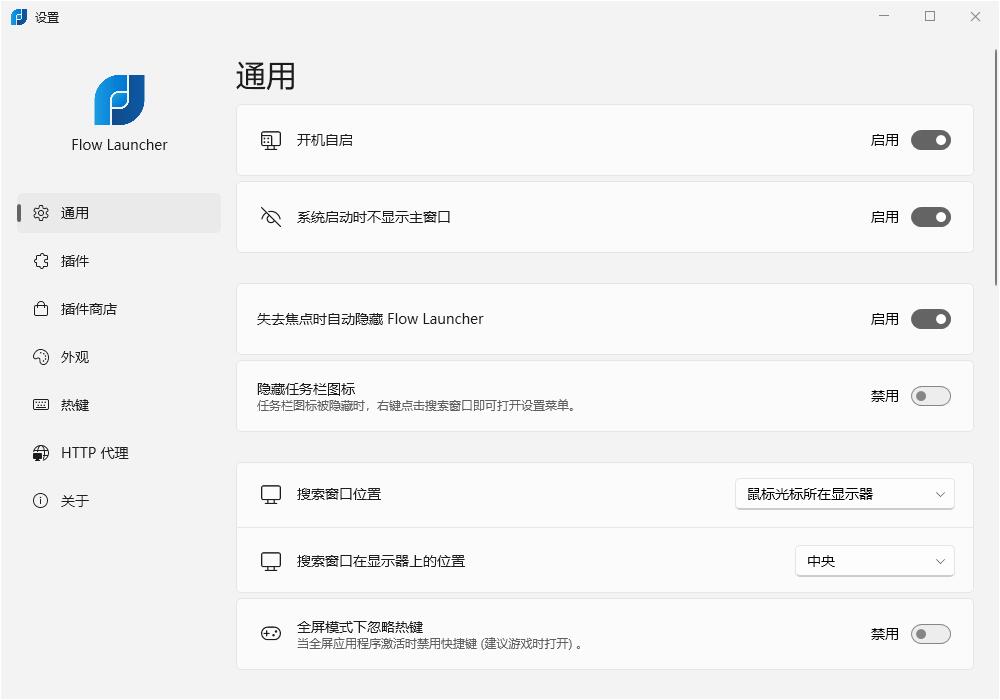 设置
Flow Launcher
通用
插件
插件商店
外观
热键
HTTP 代理
关于
通用
开机自启
启用
系统启动时不显示主窗口
启用
失去焦点时自动隐藏 Flow Launcher
启用
隐藏任务栏图标
任务栏图标被隐藏时，右键点击搜索窗口即可打开设置菜单。
禁用
搜索窗口位置
鼠标光标所在显示器
搜索窗口在显示器上的位置
中央
全屏模式下忽略热键
当全屏应用程序激活时禁用快捷键 (建议游戏时打开) 。
禁用